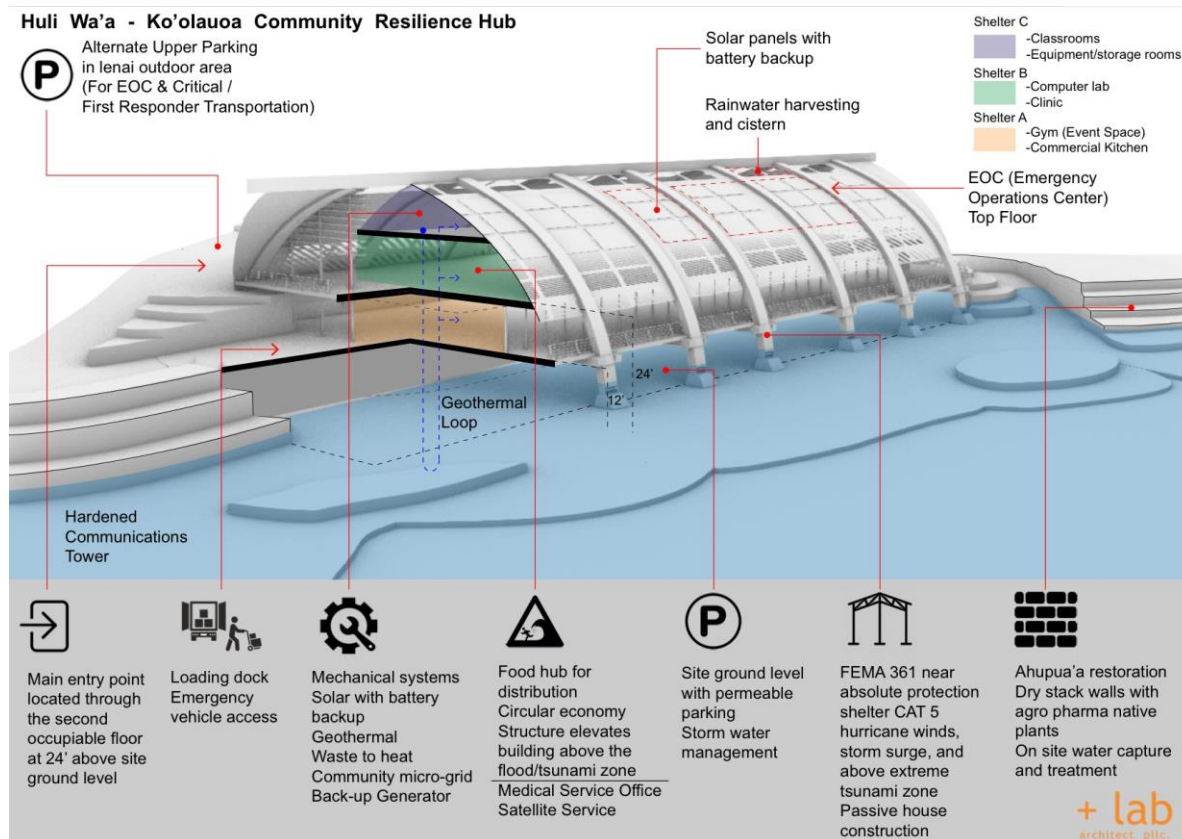 Huli Wa'a - Ko'olauoa Community Resilience Hub
Alternate Upper Parking
in lenai outdoor area
(For EOC & Critical /
First Responder Transportation)
P
Solar panels with
battery backup
Rainwater harvesting
and cistern
Shelter C
-Classrooms
-Equipment/storage rooms
Shelter B
-Computer lab
-Clinic
Shelter A
-Gym (Event Space)
-Commercial Kitchen
EOC (Emergency
Operations Center)
Top Floor
24'
12'
Geothermal
Loop
Hardened
Communications
Tower
Main entry point
located through
the second
occupiable floor
at 24' above site
ground level
Loading dock
Emergency
vehicle access
Mechanical systems
Solar with battery
backup
Geothermal
Waste to heat
Community micro-grid
Back-up Generator
Food hub for
distribution
Circular economy
Structure elevates
building above the
flood/tsunami zone
Medical Service Office
Satellite Service
P
Site ground level
with permeable
parking
Storm water
management
FEMA 361 near
absolute protection
shelter CAT 5
hurricane winds,
storm surge, and
above extreme
tsunami zone
Passive house
construction
Ahupua'a restoration
Dry stack walls with
agro pharma native
plants
On site water capture
and treatment
+ lab
architect pllc.